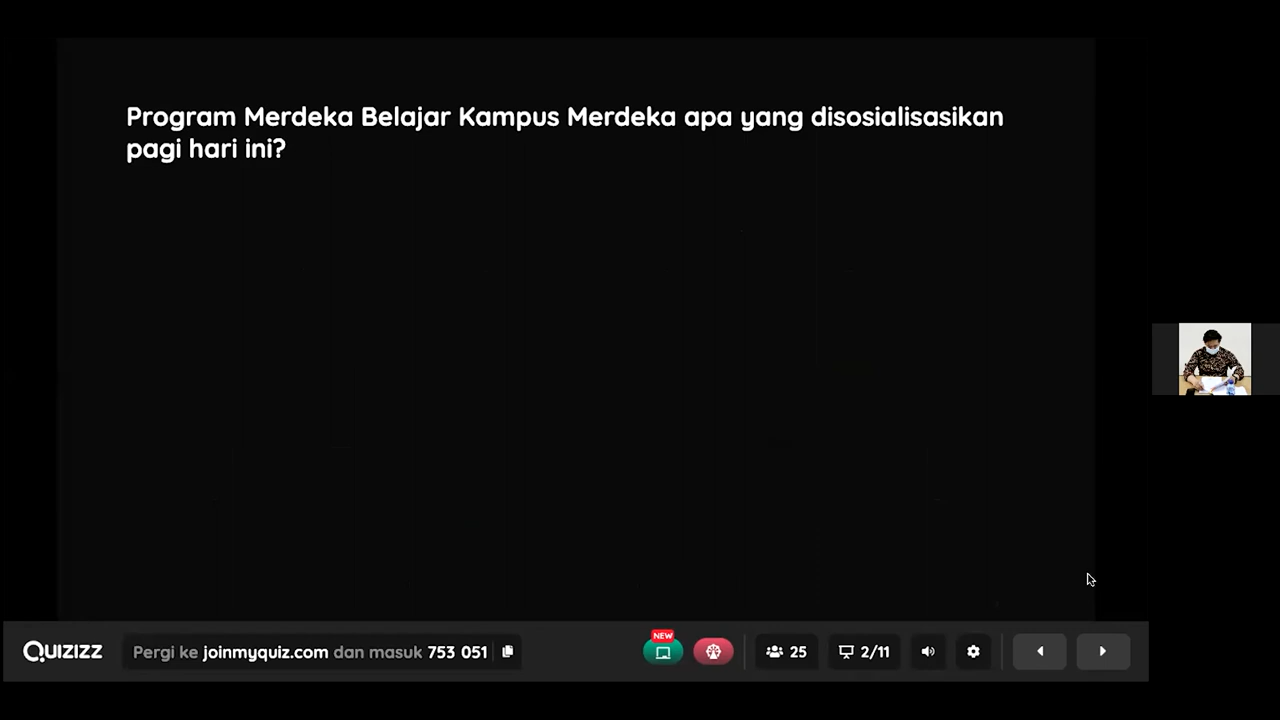 Program Merdeka Belajar Kampus Merdeka apa yang disosialisasikan
pagi hari ini?
NEW
QUIZIZZ
Pergi ke joinmyquiz.com dan masuk 753 051
25
2/11